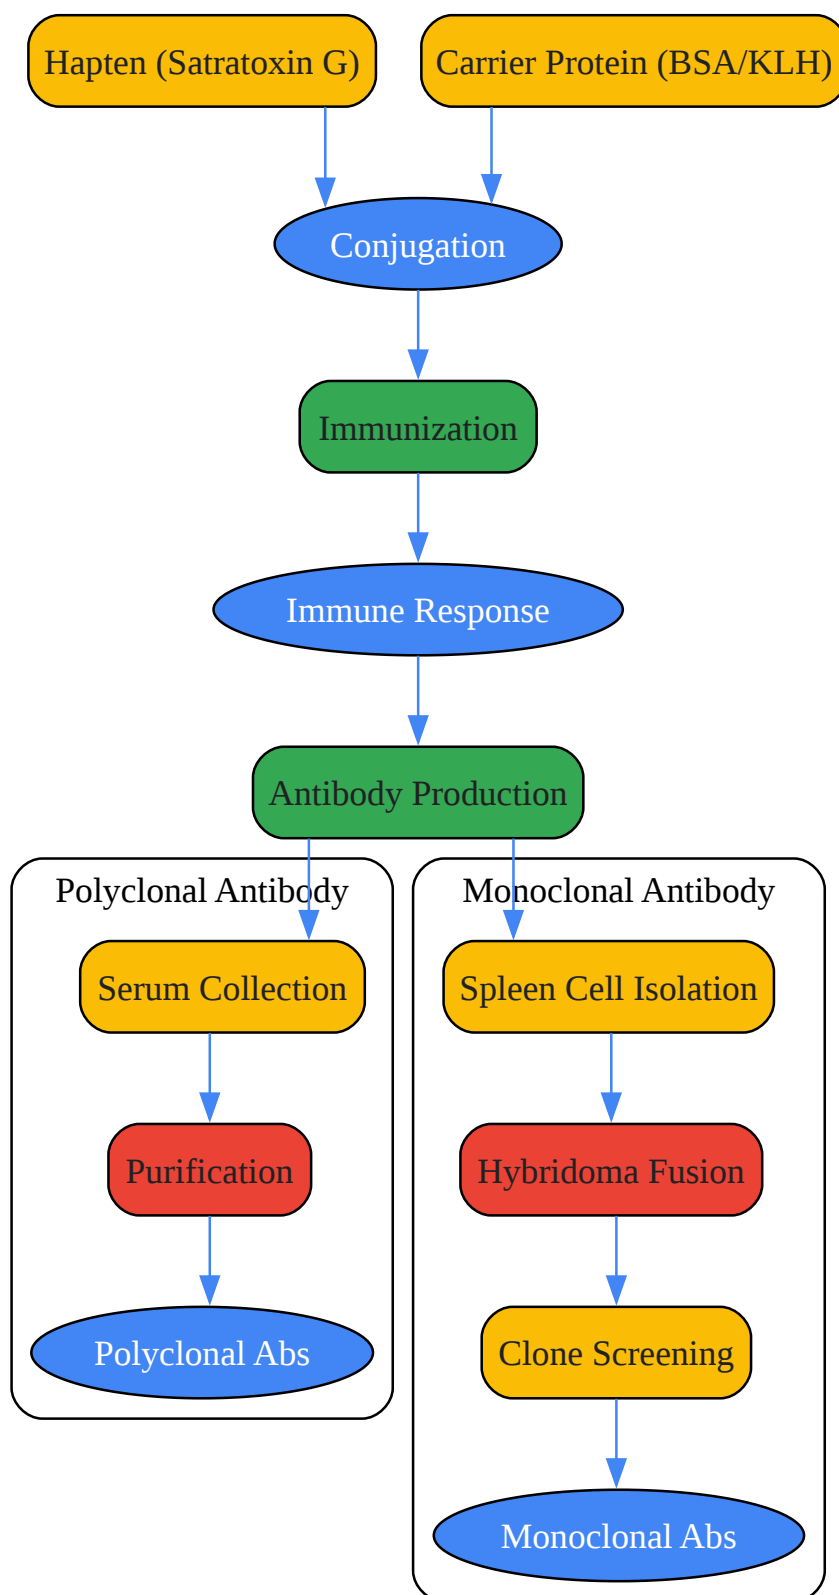 Hapten (Satratoxin G)
Carrier Protein (BSA/KLH)
Conjugation
Immunization
Immune Response
Antibody Production
Polyclonal Antibody
Serum Collection
Purification
Polyclonal Abs
Monoclonal Antibody
Spleen Cell Isolation
Hybridoma Fusion
Clone Screening
Monoclonal Abs